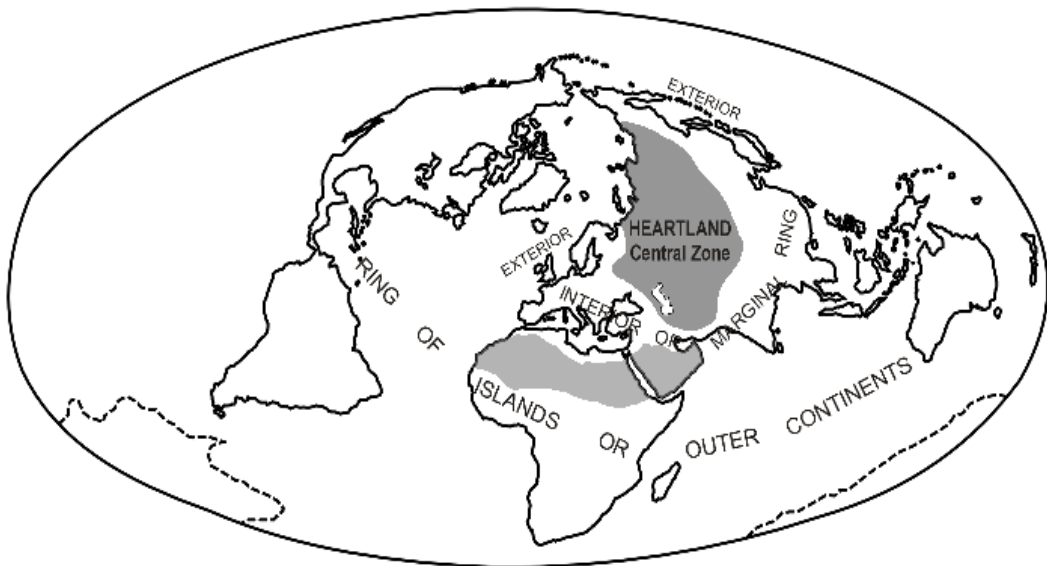 EXTERIOR
HEARTLAND
Central Zone
EXTERIOR
INTERIOR OR MARGINAL RING
RING OF ISLANDS OR OUTER CONTINENTS